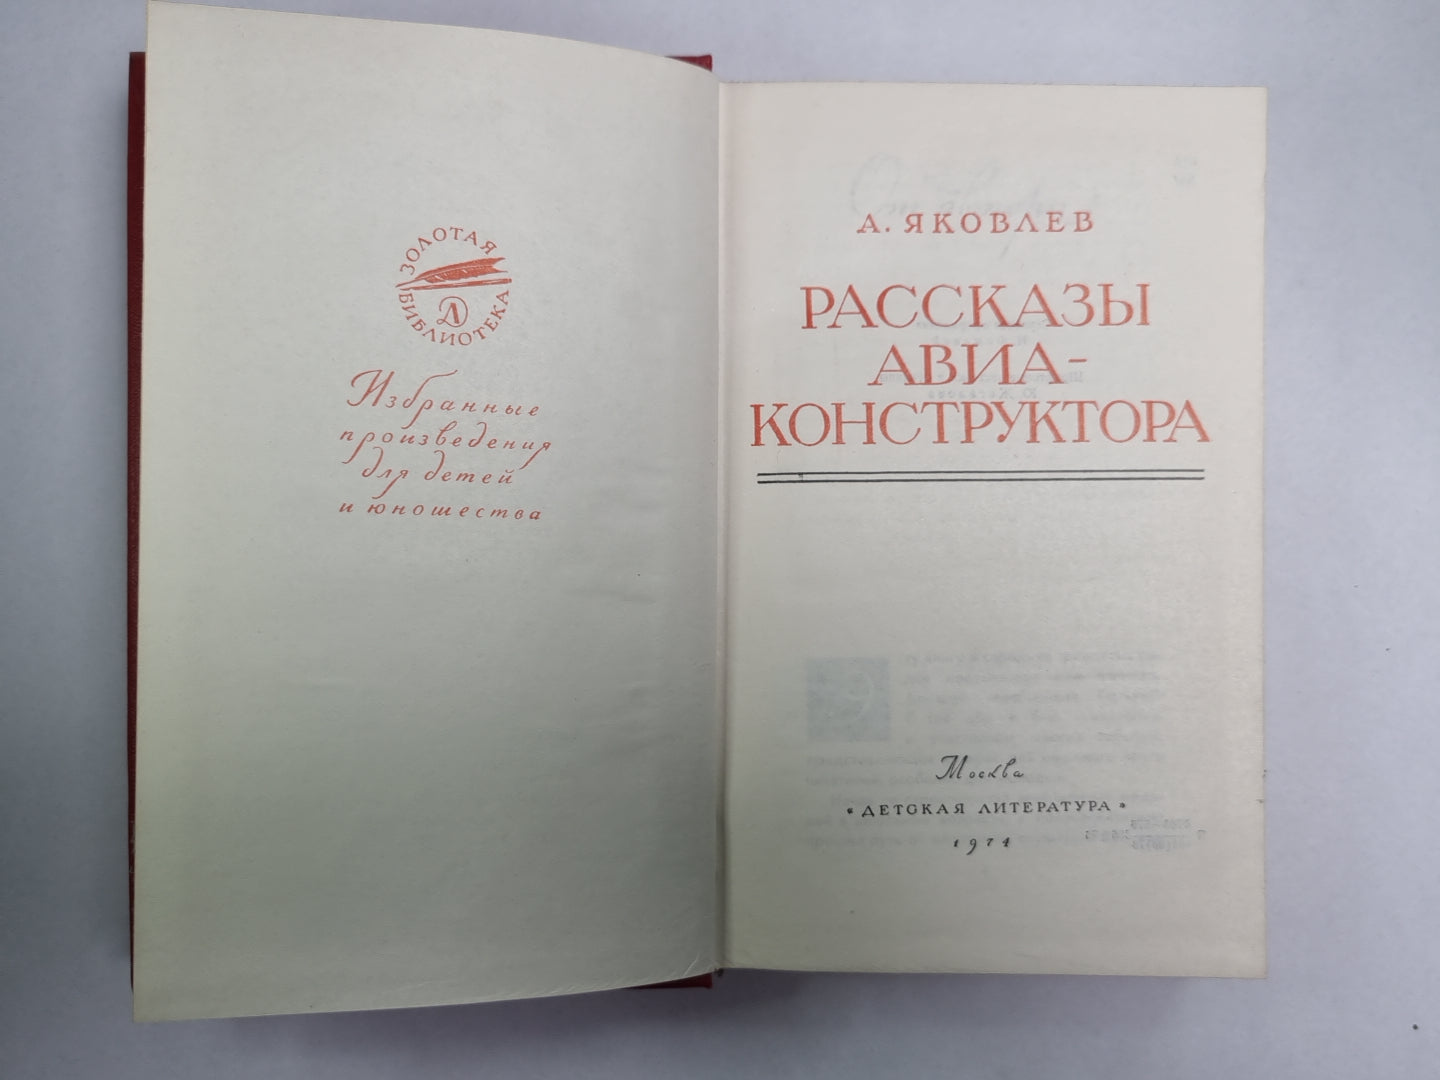 ЗОЛОТАЯ
БИБЛИОТЕКА
Д
Избранные
произведения
для детей
и юношества
А. ЯКОВЛЕВ
РАССКАЗЫ
АВИА-
КОНСТРУКТОРА
Москва
«ДЕТСКАЯ ЛИТЕРАТУРА»
1974